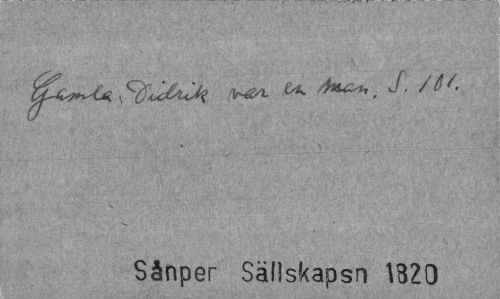 Gamla Didrik var en man, S. 101.
Sånper Sällskapsn 1820